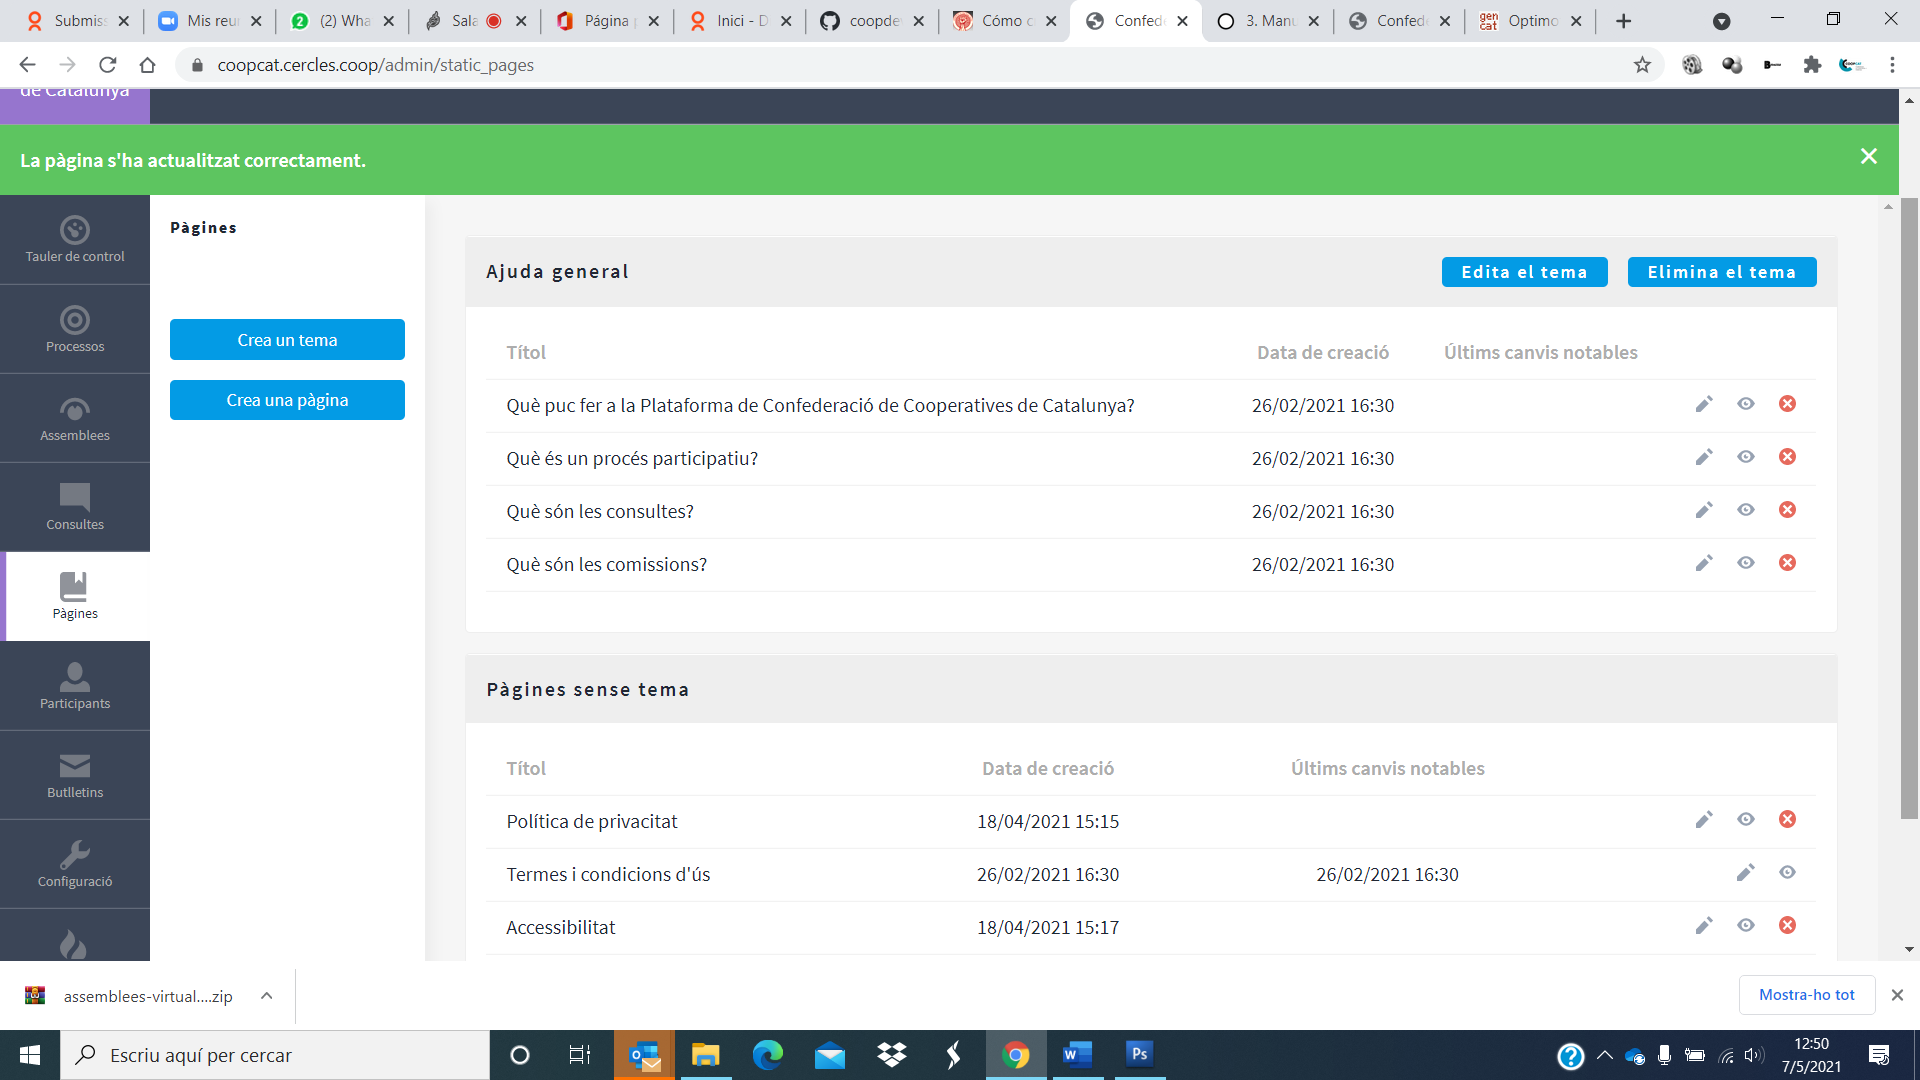 Submiss
Mis reur
(2) Wha
Sala
Página p
Inici - D
coopdev
Cómo c
Confede
3. Manu
Confede
gen cat
Optimo
coopcat.cercles.coop/admin/static_pages
de Catalunya
La pàgina s'ha actualitzat correctament.
Tauler de control
Processos
Assemblees
Consultes
Pàgines
Participants
Butlletins
Configuració
Pàgines
Crea un tema
Crea una pàgina
Ajuda general
Edita el tema
Elimina el tema
Títol Data de creació Últims canvis notables
Què puc fer a la Plataforma de Confederació de Cooperatives de Catalunya? 26/02/2021 16:30
Què és un procés participatiu? 26/02/2021 16:30
Què són les consultes? 26/02/2021 16:30
Què són les comissions? 26/02/2021 16:30
Pàgines sense tema
Títol Data de creació Últims canvis notables
Política de privacitat 18/04/2021 15:15
Termes i condicions d'ús 26/02/2021 16:30 26/02/2021 16:30
Accessibilitat 18/04/2021 15:17
assemblees-virtual....zip
Mostra-ho tot
Escriu aquí per cercar
12:50
7/5/2021